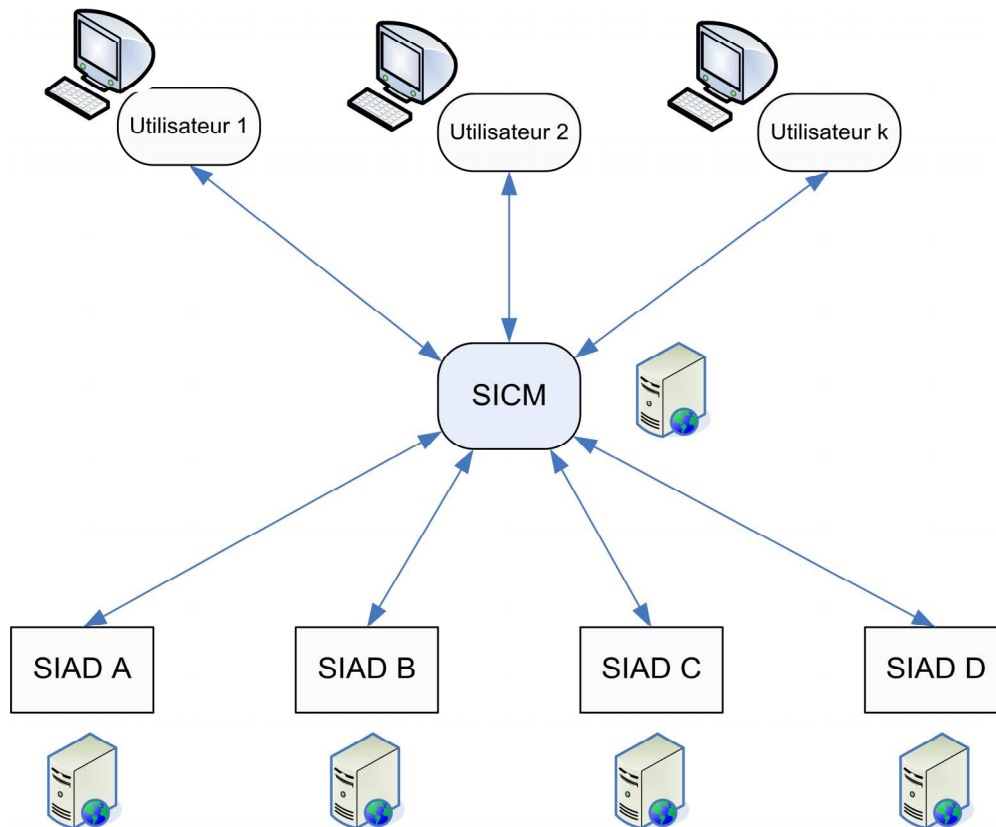 Utilisateur 1
Utilisateur 2
Utilisateur k
SICM
SIAD A
SIAD B
SIAD C
SIAD D